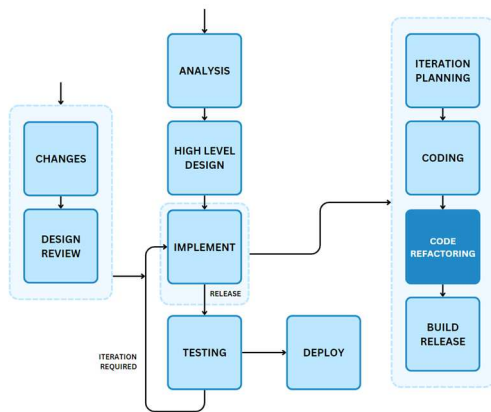 ANALYSIS
HIGH LEVEL
DESIGN
IMPLEMENT
RELEASE
TESTING
DEPLOY
ITERATION
REQUIRED
CHANGES
DESIGN
REVIEW
ITERATION
PLANNING
CODING
CODE
REFACTORING
BUILD
RELEASE